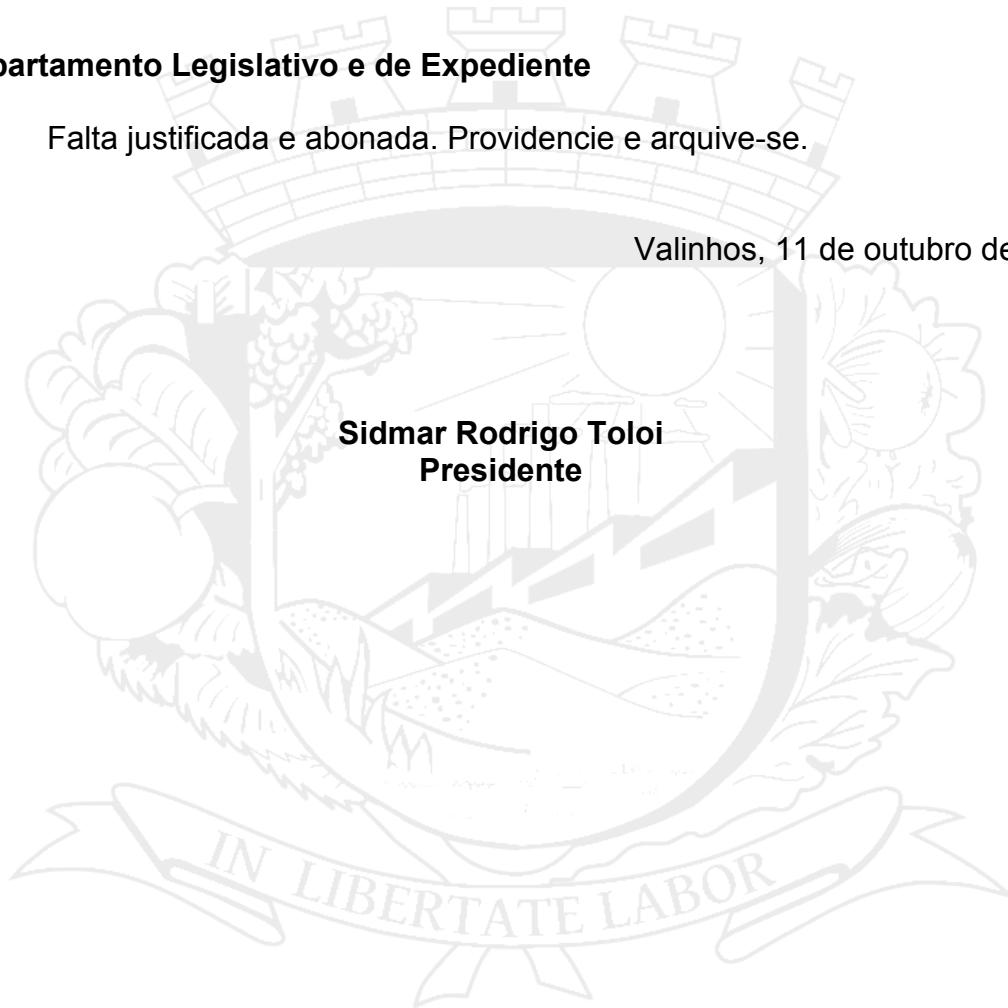 partamento Legislativo e de Expediente
Falta justificada e abonada. Providencie e arquive-se.
Valinhos, 11 de outubro de
Sidmar Rodrigo Toloi
Presidente
IN LIBERTATE LABOR